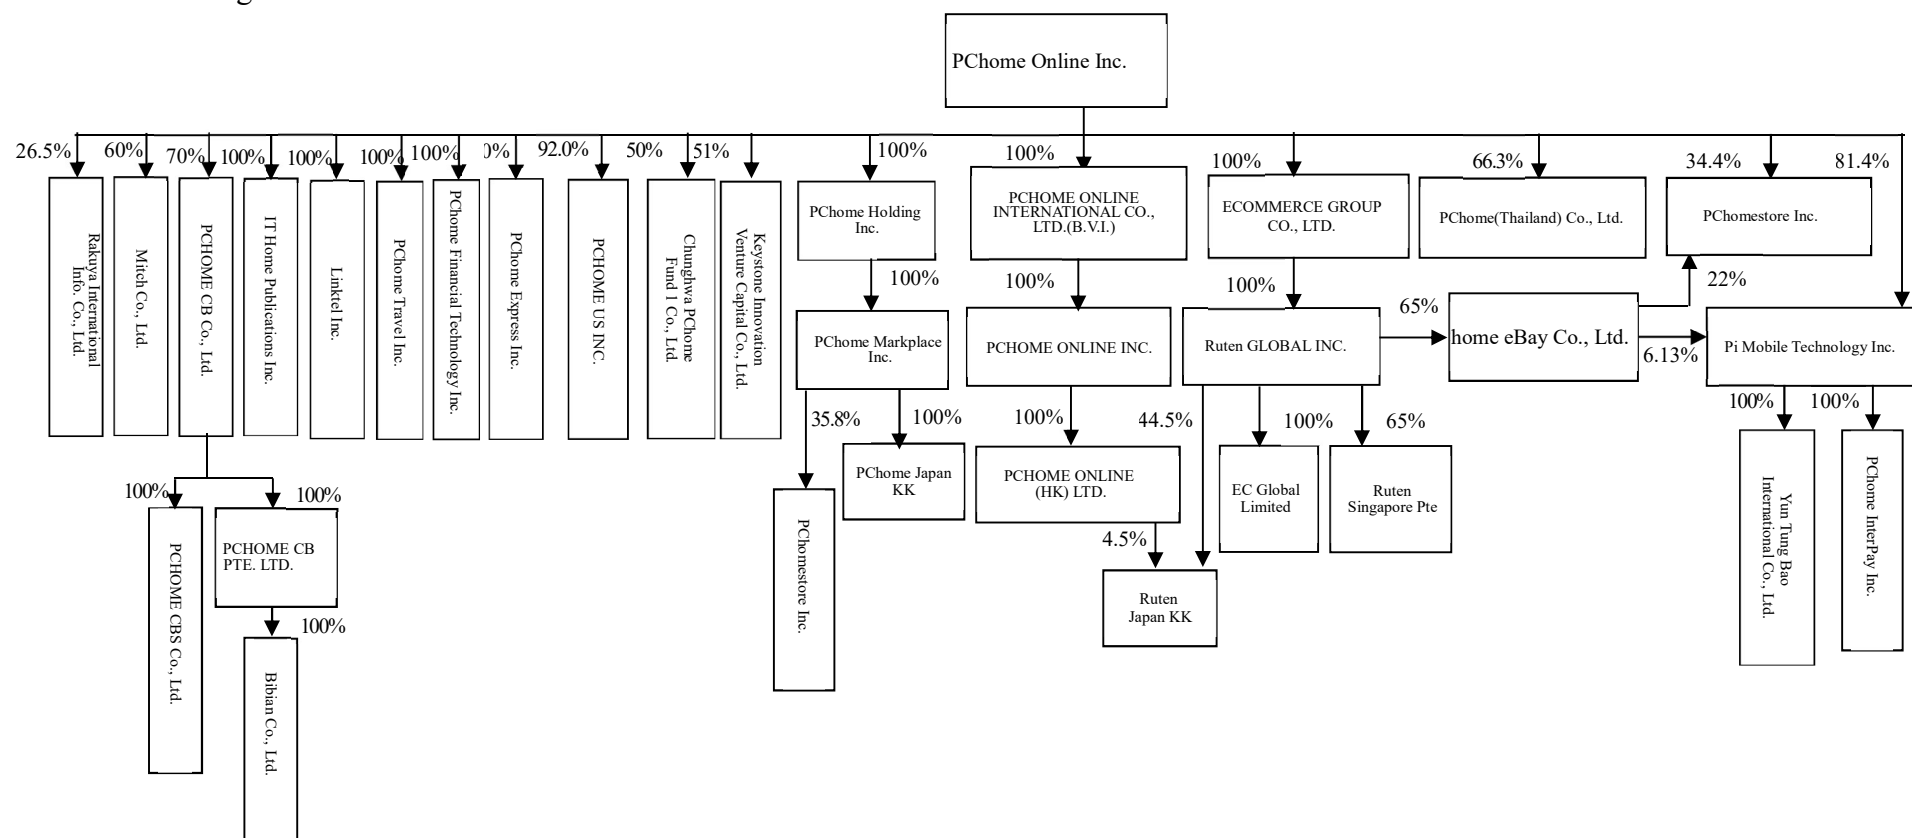 PChome Online Inc.
26.5%
60%
70%
100%
100%
100%
100%
0%
92.0%
50%
51%
100%
100%
100%
66.3%
34.4%
81.4%
Rakuya International
Info. Co., Ltd.
Mitch Co., Ltd.
PCHOME CB Co., Ltd.
IT Home Publications Inc.
Linktel Inc.
PChome Travel Inc.
PChome Financial Technology Inc.
PChome Express Inc.
PCHOME US INC.
Chunghwa PChome
Fund 1 Co., Ltd.
Keystone Innovation
Venture Capital Co., Ltd.
PChome Holding
Inc.
PCHOME ONLINE
INTERNATIONAL CO.,
LTD.(B.V.I.)
ECOMMERCE GROUP
CO., LTD.
PChome(Thailand) Co., Ltd.
PChomestore Inc.
100%
100%
100%
65%
22%
6.13%
PChome Markplace
Inc.
PCHOME ONLINE INC.
Ruten GLOBAL INC.
home eBay Co., Ltd.
Pi Mobile Technology Inc.
35.8%
100%
100%
44.5%
100%
65%
100%
100%
PChome Japan
KK
PCHOME ONLINE
(HK) LTD.
EC Global
Limited
Ruten
Singapore Pte
Yun Tung Bao
International Co., Ltd.
PChome InterPay Inc.
100%
100%
PCHOME CBS Co., Ltd.
PCHOME CB
PTE. LTD.
PChomestore Inc.
4.5%
Ruten
Japan KK
100%
Bibian Co., Ltd.